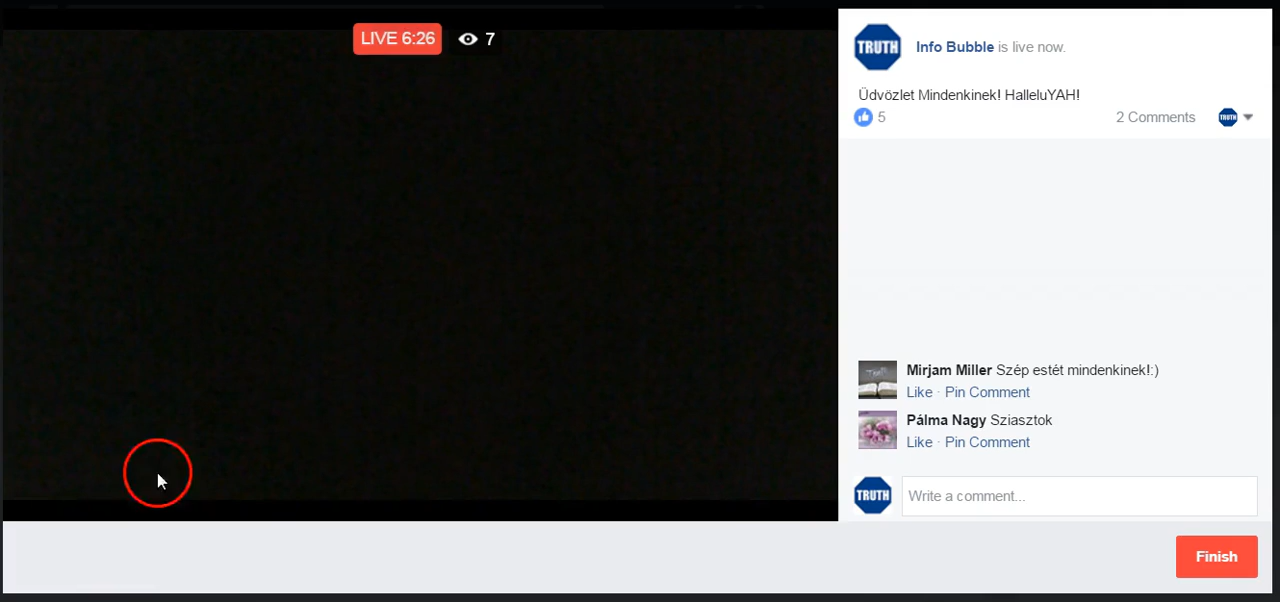 LIVE 6:26 7
TRUTH
Info Bubble is live now.
Üdvözlet Mindenkinek! HalleluYAH!
5 2 Comments TRUTH
Mirjam Miller Szép estét mindenkinek!:)
Like · Pin Comment
Pálma Nagy Sziasztok
Like · Pin Comment
TRUTH Write a comment...
Finish